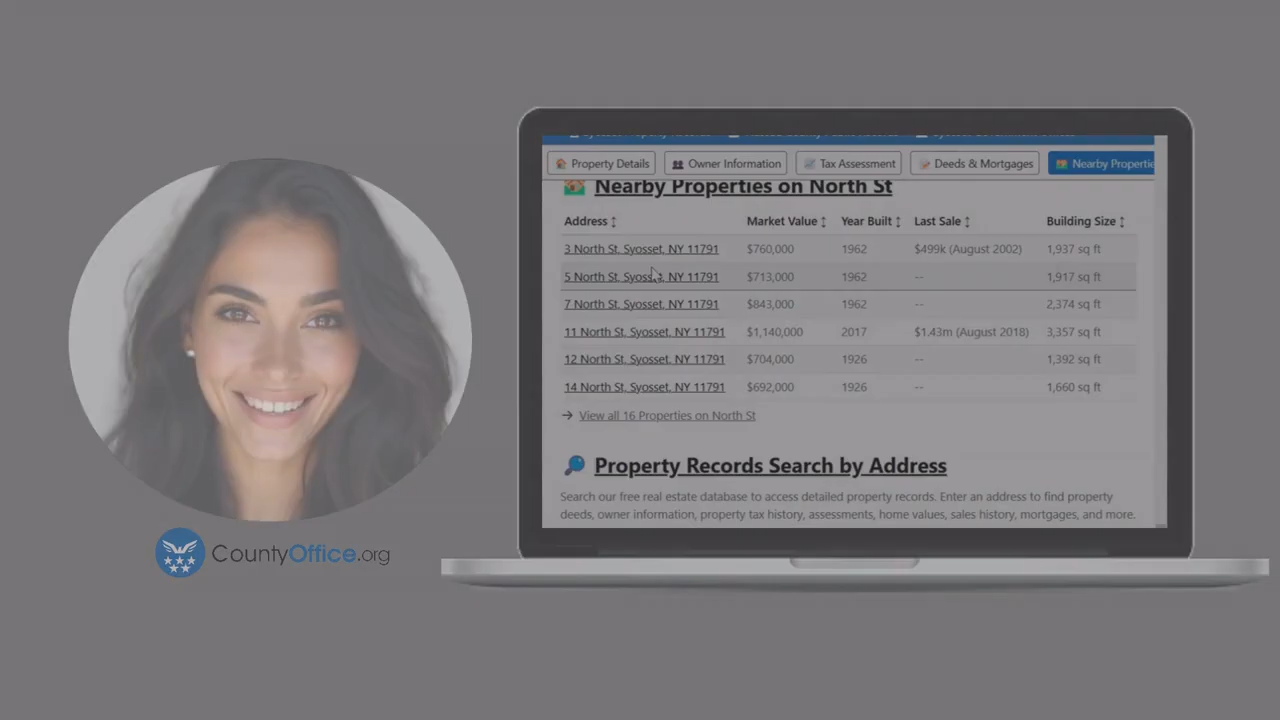 Property Details Owner Information Tax Assessment Deeds & Mortgages Nearby Propertie
Nearby Properties on North St
Address Market Value Year Built Last Sale Building Size
3 North St, Syosset, NY 11791 $760,000 1962 $499k (August 2002) 1,937 sq ft
5 North St, Syosset, NY 11791 $713,000 1962 -- 1,917 sq ft
7 North St, Syosset, NY 11791 $843,000 1962 -- 2,374 sq ft
11 North St, Syosset, NY 11791 $1,140,000 2017 $1.43m (August 2018) 3,357 sq ft
12 North St, Syosset, NY 11791 $704,000 1926 -- 1,392 sq ft
14 North St, Syosset, NY 11791 $692,000 1926 -- 1,660 sq ft
→ View all 16 Properties on North St
Property Records Search by Address
Search our free real estate database to access detailed property records. Enter an address to find property
deeds, owner information, property tax history, assessments, home values, sales history, mortgages, and more.
CountyOffice.org